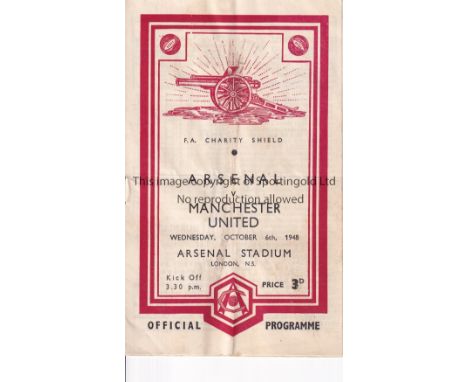 F.A. CHARITY SHIELD
ARSENAL
This image copyright of Sportingold Ltd
V
No reproduction allowed
MANCHESTER
UNITED
WEDNESDAY, OCTOBER 6th, 1948
ARSENAL STADIUM
LONDON, N.5.
Kick Off
3.30 p.m.
PRICE 3D
OFFICIAL PROGRAMME